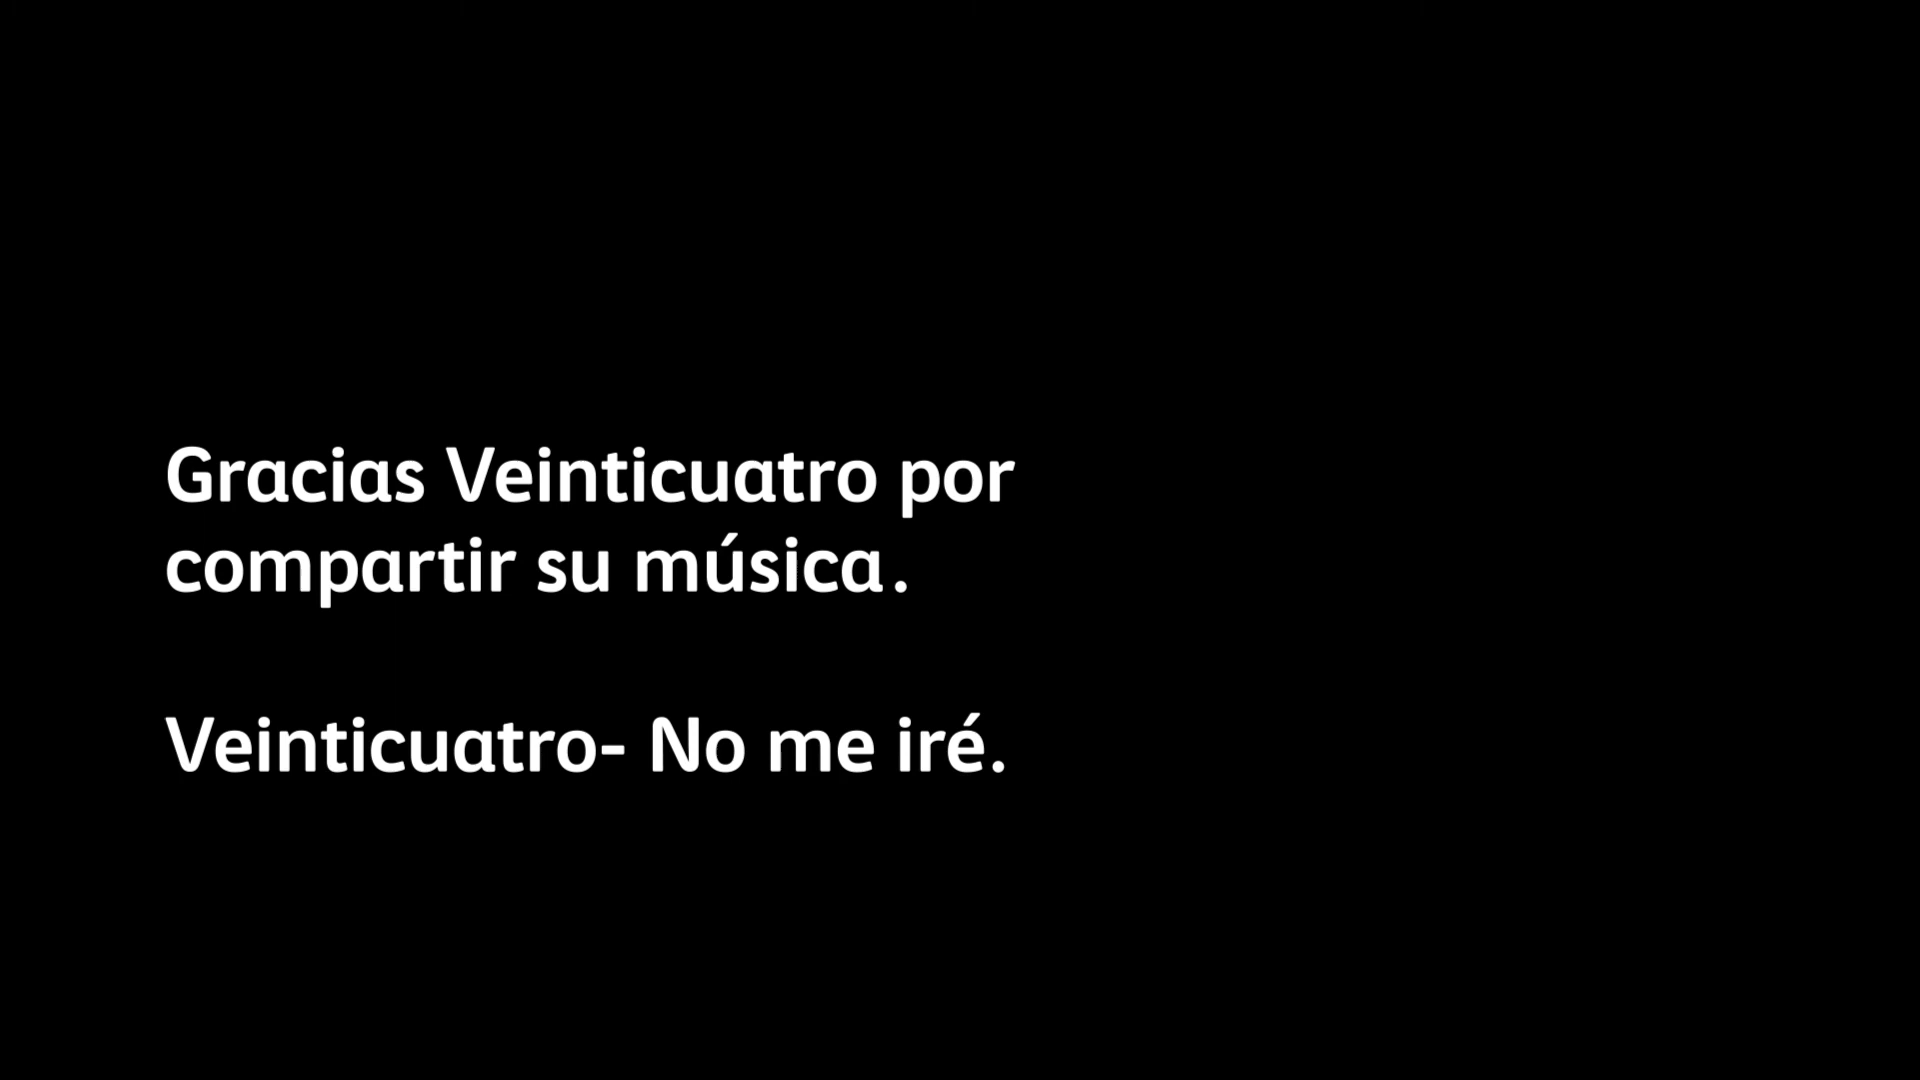 Gracias Veinticuatro por
compartir su música.
Veinticuatro- No me iré.